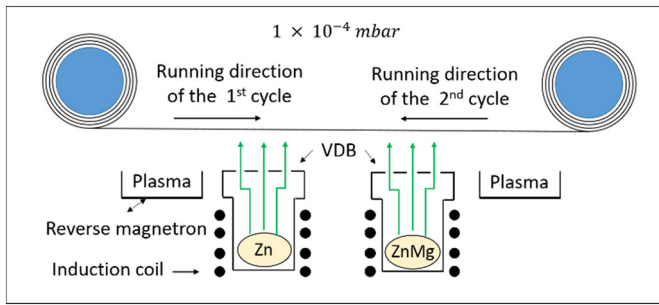 1 × 10⁻⁴ mbar
Running direction
of the 1st cycle
Running direction
of the 2nd cycle
VDB
Plasma
Plasma
Reverse magnetron
Zn
ZnMg
Induction coil